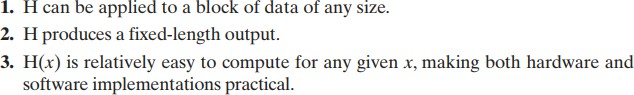 1. H can be applied to a block of data of any size.
2. H produces a fixed-length output.
3. H(x) is relatively easy to compute for any given x, making both hardware and
software implementations practical.